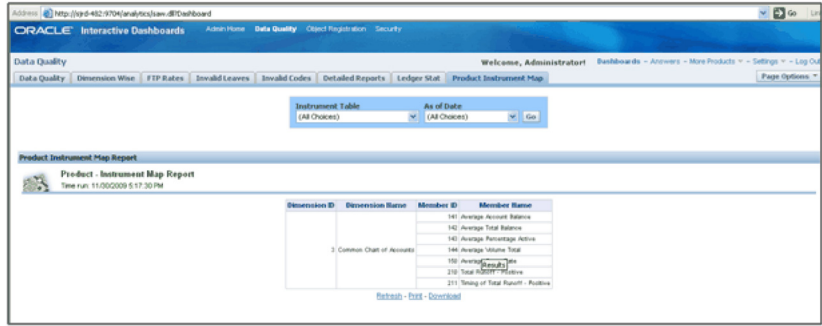 Address http://ojrd-482:9704/analytics/saw.dll?Dashboard Go
ORACLE Interactive Dashboards Admin Home Data Quality Object Registration Security
Data Quality Welcome, Administrator! Dashboards - Answers - More Products - Settings - Log Out
Data Quality Dimension Wise FTP Rates Invalid Leaves Invalid Codes Detailed Reports Ledger Stat Product Instrument Map Page Options
Instrument Table As of Date
(All Choices) (All Choices) Go
Product Instrument Map Report
Product - Instrument Map Report
Time run: 11/30/2009 5:17:30 PM
Dimension ID Dimension Name Member ID Member Name
141 Average Account Balance
142 Average Total Balance
143 Average Percentage Active
3 Common Chart of Accounts 144 Average Volume Total
Average
Results
210 Total Runoff - Positive
211 Timing of Total Runoff - Positive
Refresh - Print - Download